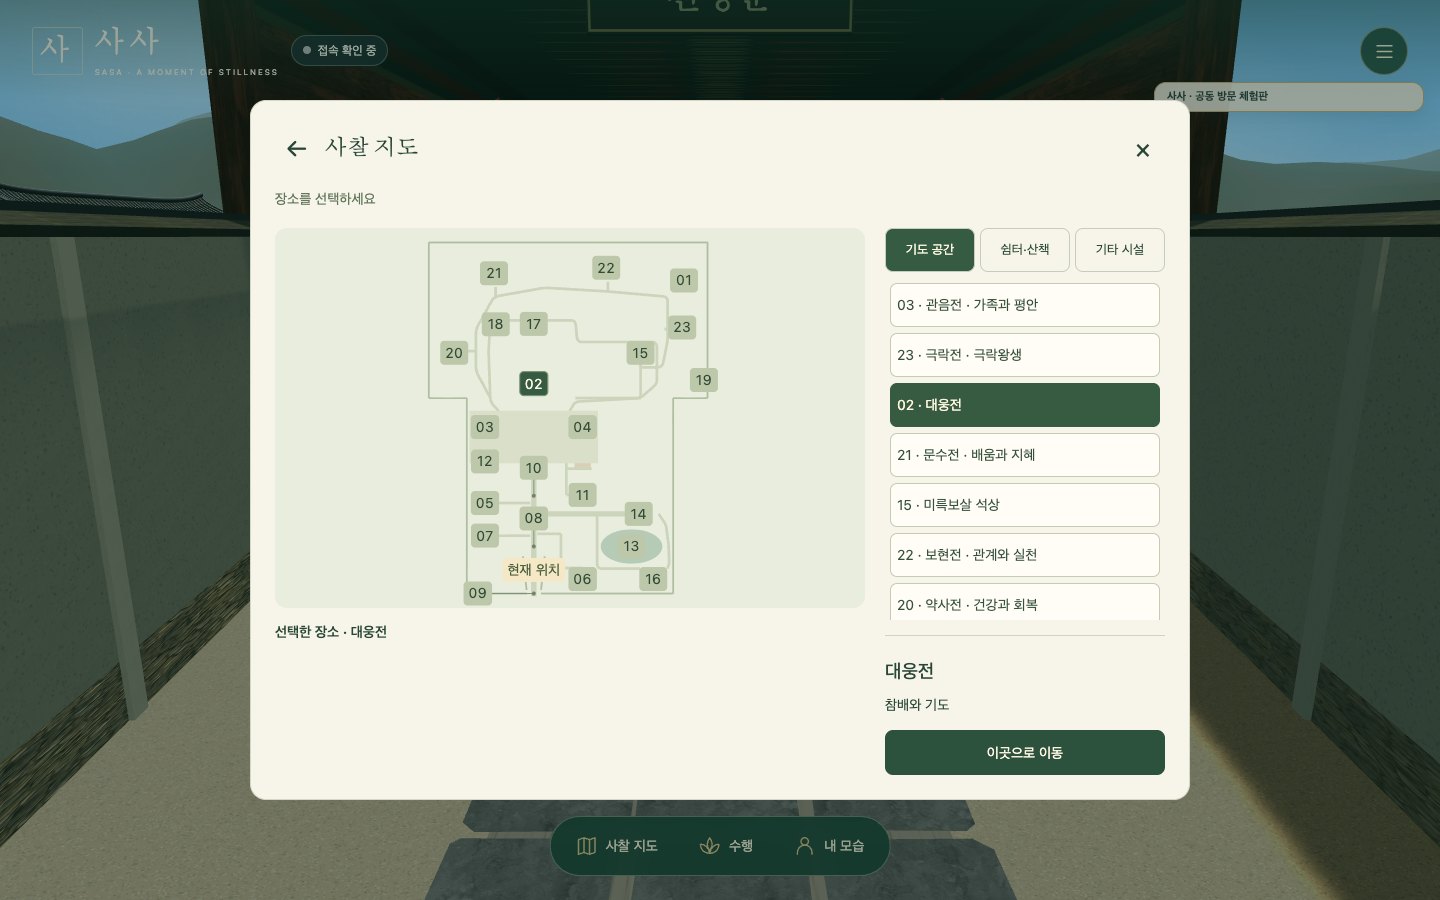 사 사사
SASA · A MOMENT OF STILLNESS
접속 확인 중
사사 · 공동 방문 체험판
사찰 지도
장소를 선택하세요
21
22
01
18
17
23
20
15
02
19
03
04
12
10
05
11
08
14
07
13
현재 위치
06
16
09
선택한 장소 · 대웅전
기도 공간
쉼터·산책
기타 시설
03 · 관음전 · 가족과 평안
23 · 극락전 · 극락왕생
02 · 대웅전
21 · 문수전 · 배움과 지혜
15 · 미륵보살 석상
22 · 보현전 · 관계와 실천
20 · 약사전 · 건강과 회복
대웅전
참배와 기도
이곳으로 이동
사찰 지도
수행
내 모습